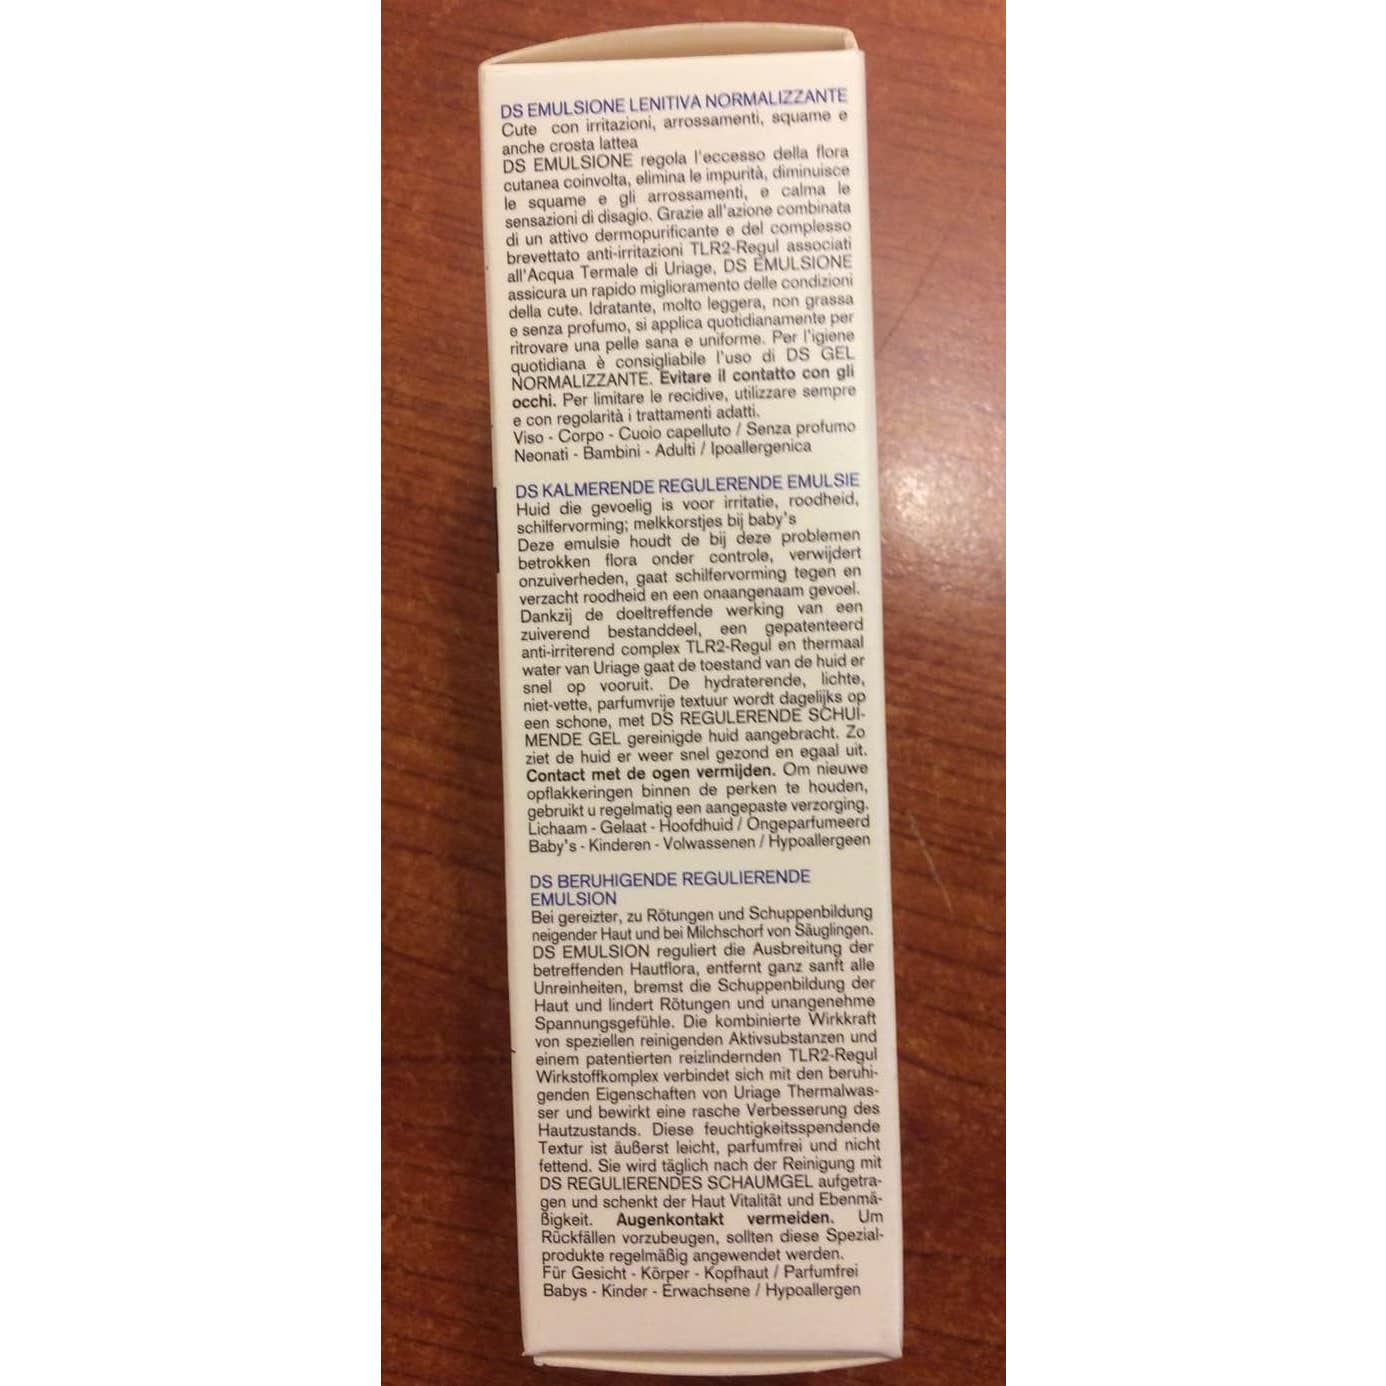 DS EMULSIONE LENITIVA NORMALIZZANTE
Cute con irritazioni, arrossamenti, squame e
anche crosta lattea
DS EMULSIONE regola l'eccesso della flora
cutanea coinvolta, elimina le impurità, diminuisce
le squame e gli arrossamenti, e calma le
sensazioni di disagio. Grazie all'azione combinata
di un attivo dermopurificante e del complesso
brevettato anti-irritazioni TLR2-Regul associati
all'Acqua Termale di Uriage, DS EMULSIONE
assicura un rapido miglioramento delle condizioni
della cute. Idratante, molto leggera, non grassa
e senza profumo, si applica quotidianamente per
ritrovare una pelle sana e uniforme. Per l'igiene
quotidiana è consigliabile l'uso di DS GEL
NORMALIZZANTE. Evitare il contatto con gli
occhi. Per limitare le recidive, utilizzare sempre
e con regolarità i trattamenti adatti.
Viso - Corpo - Cuoio capelluto / Senza profumo
Neonati - Bambini - Adulti / Ipoallergenica
DS KALMERENDE REGULERENDE EMULSIE
Huid die gevoelig is voor irritatie, roodheid,
schilfervorming; melkkorstjes bij baby's
Deze emulsie houdt de bij deze problemen
betrokken flora onder controle, verwijdert
onzuiverheden, gaat schilfervorming tegen en
verzacht roodheid en een onaangenaam gevoel.
Dankzij de doeltreffende werking van een
zuiverend bestanddeel, een gepatenteerd
anti-irriterend complex TLR2-Regul en thermaal
water van Uriage gaat de toestand van de huid er
snel op vooruit. De hydraterende, lichte,
niet-vette, parfumvrije textuur wordt dagelijks op
een schone, met DS REGULERENDE SCHUI-
MENDE GEL gereinigde huid aangebracht. Zo
ziet de huid er weer snel gezond en egaal uit.
Contact met de ogen vermijden. Om nieuwe
opflakkeringen binnen de perken te houden,
gebruikt u regelmatig een aangepaste verzorging.
Lichaam - Gelaat - Hoofdhuid / Ongeparfumeerd
Baby's - Kinderen - Volwassenen / Hypoallergeen
DS BERUHIGENDE REGULIERENDE
EMULSION
Bei gereizter, zu Rötungen und Schuppenbildung
neigender Haut und bei Milchschorf von Säuglingen.
DS EMULSION reguliert die Ausbreitung der
betreffenden Hautflora, entfernt ganz sanft alle
Unreinheiten, bremst die Schuppenbildung der
Haut und lindert Rötungen und unangenehme
Spannungsgefühle. Die kombinierte Wirkkraft
von speziellen reinigenden Aktivsubstanzen und
einem patentierten reizlindernden TLR2-Regul
Wirkstoffkomplex verbindet sich mit den beruhi-
genden Eigenschaften von Uriage Thermalwas-
ser und bewirkt eine rasche Verbesserung des
Hautzustands. Diese feuchtigkeitsspendende
Textur ist äußerst leicht, parfumfrei und nicht
fettend. Sie wird täglich nach der Reinigung mit
DS REGULIERENDES SCHAUMGEL aufgetra-
gen und schenkt der Haut Vitalität und Ebenmä-
ßigkeit. Augenkontakt vermeiden. Um
Rückfällen vorzubeugen, sollten diese Spezial-
produkte regelmäßig angewendet werden.
Für Gesicht - Körper - Kopfhaut / Parfumfrei
Babys - Kinder - Erwachsene / Hypoallergen